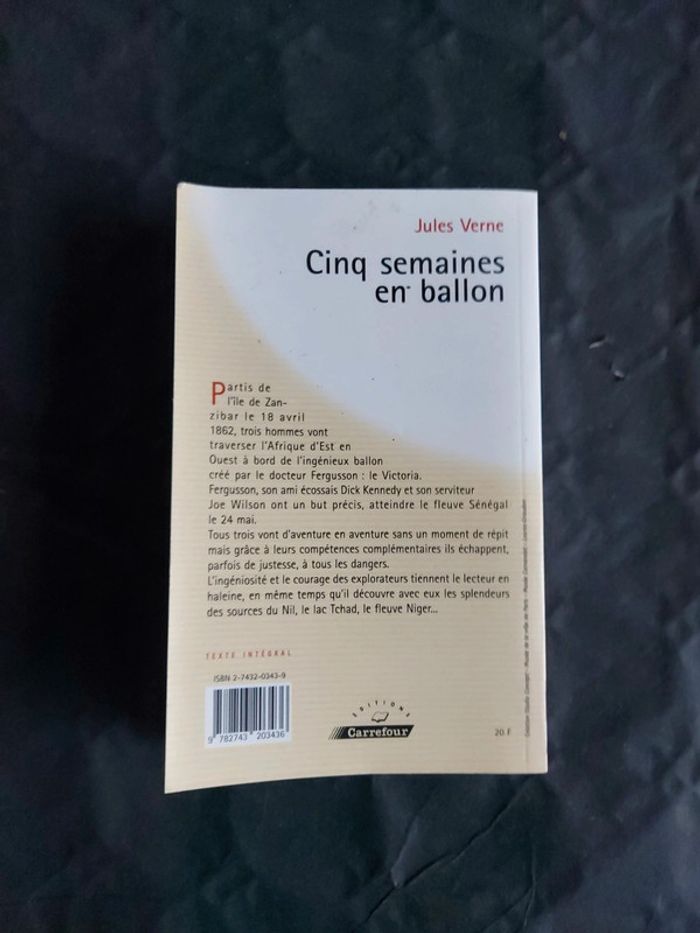 Jules Verne
Cinq semaines
en ballon
Partis de
l'île de Zan-
zibar le 18 avril
1862, trois hommes vont
traverser l'Afrique d'Est en
Ouest à bord de l'ingénieux ballon
créé par le docteur Fergusson : le Victoria.
Fergusson, son ami écossais Dick Kennedy et son serviteur
Joe Wilson ont un but précis, atteindre le fleuve Sénégal
le 24 mai.
Tous trois vont d'aventure en aventure sans un moment de répit
mais grâce à leurs compétences complémentaires ils échappent,
parfois de justesse, à tous les dangers.
L'ingéniosité et le courage des explorateurs tiennent le lecteur en
haleine, en même temps qu'il découvre avec eux les splendeurs
des sources du Nil, le lac Tchad, le fleuve Niger...
TEXTE INTÉGRAL
ISBN 2-7432-0343-9
9 782743 203436
EDITIONS
Carrefour
20 F